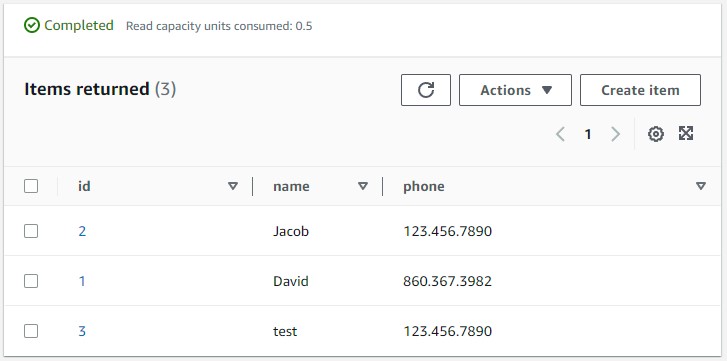 Completed Read capacity units consumed: 0.5
Items returned (3) Actions Create item
1
id name phone
2 Jacob 123.456.7890
1 David 860.367.3982
3 test 123.456.7890